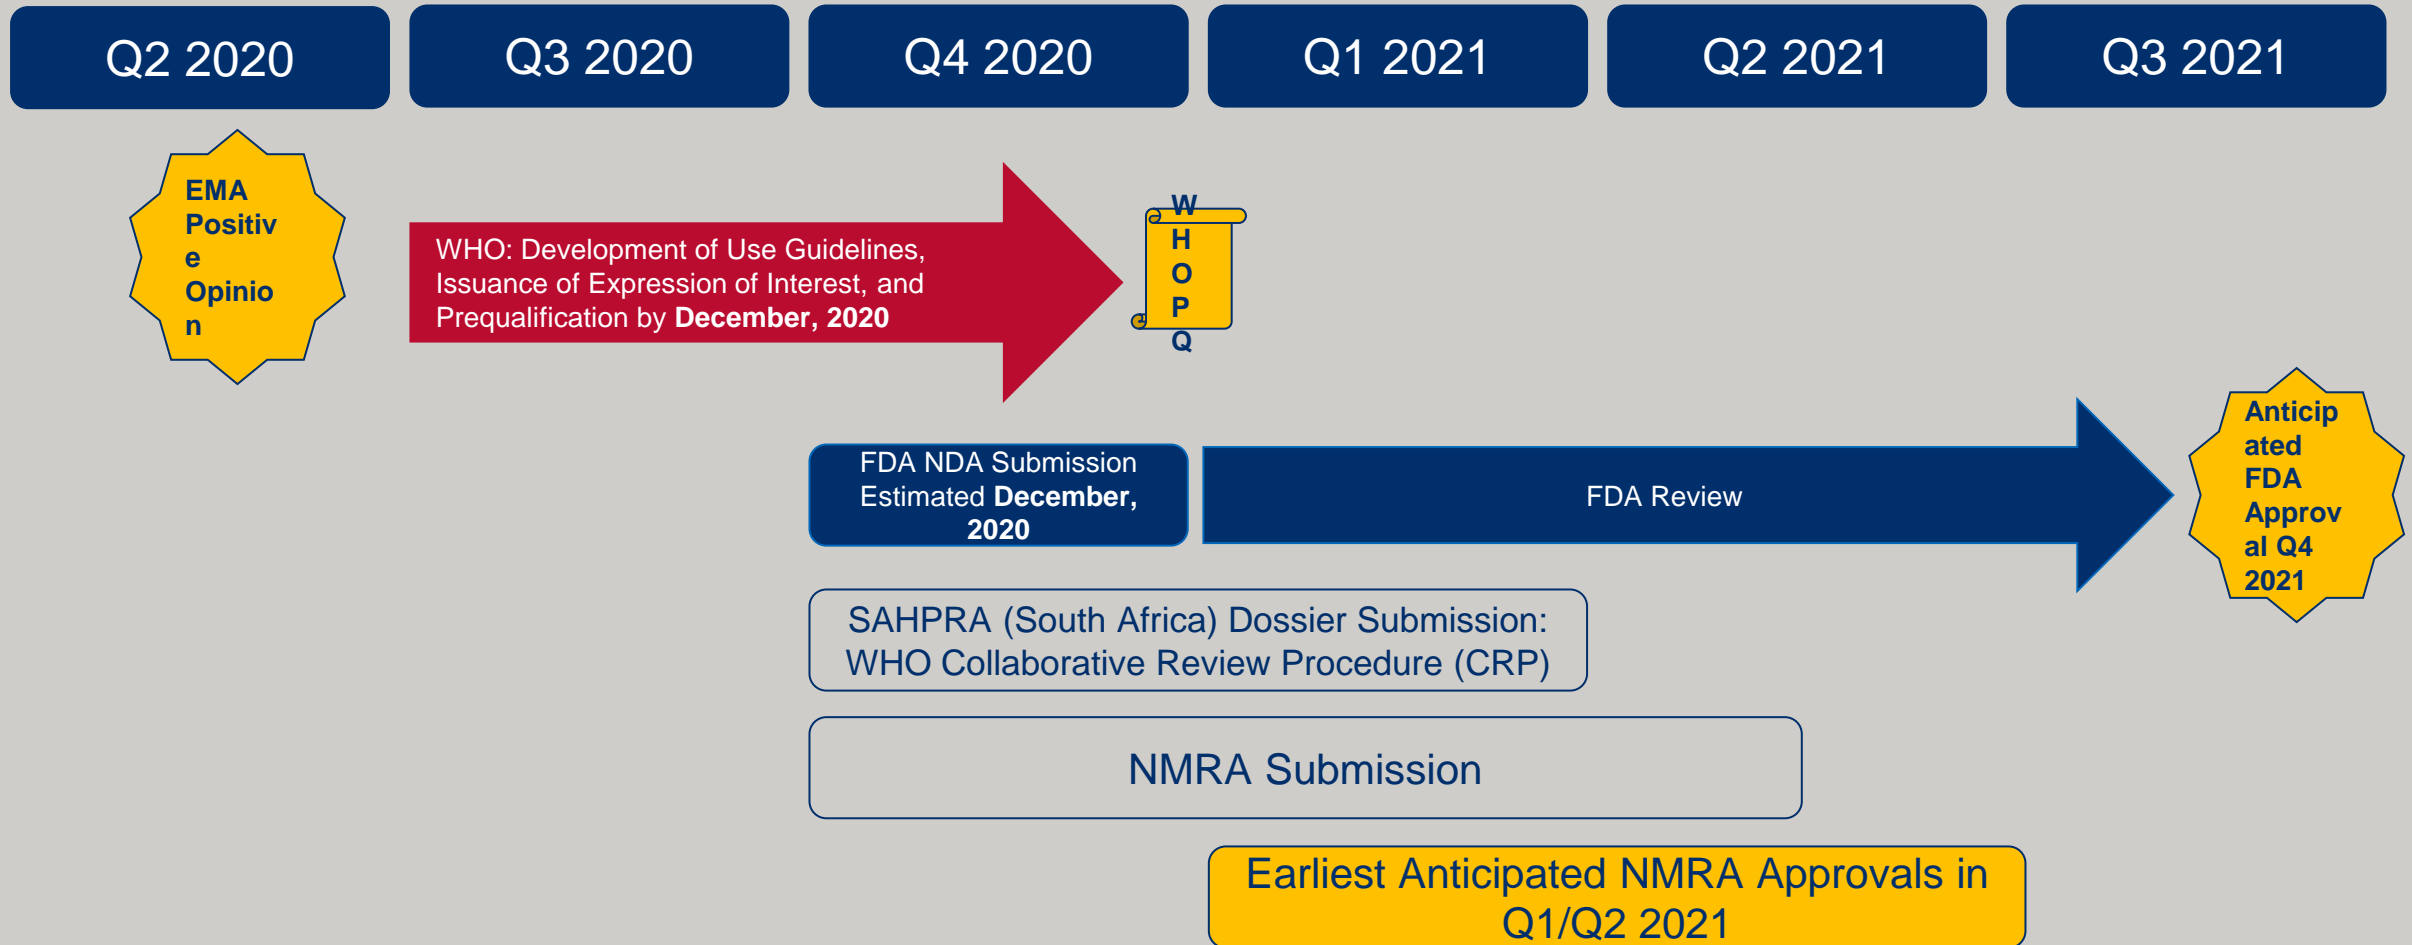 Q2 2020
Q3 2020
Q4 2020
Q1 2021
Q2 2021
Q3 2021
EMA
Positiv
e
Opinio
n
WHO: Development of Use Guidelines,
Issuance of Expression of Interest, and
Prequalification by December, 2020
W
H
O
P
Q
FDA NDA Submission
Estimated December,
2020
FDA Review
Anticip
ated
FDA
Approv
al Q4
2021
SAHPRA (South Africa) Dossier Submission:
WHO Collaborative Review Procedure (CRP)
NMRA Submission
Earliest Anticipated NMRA Approvals in
Q1/Q2 2021